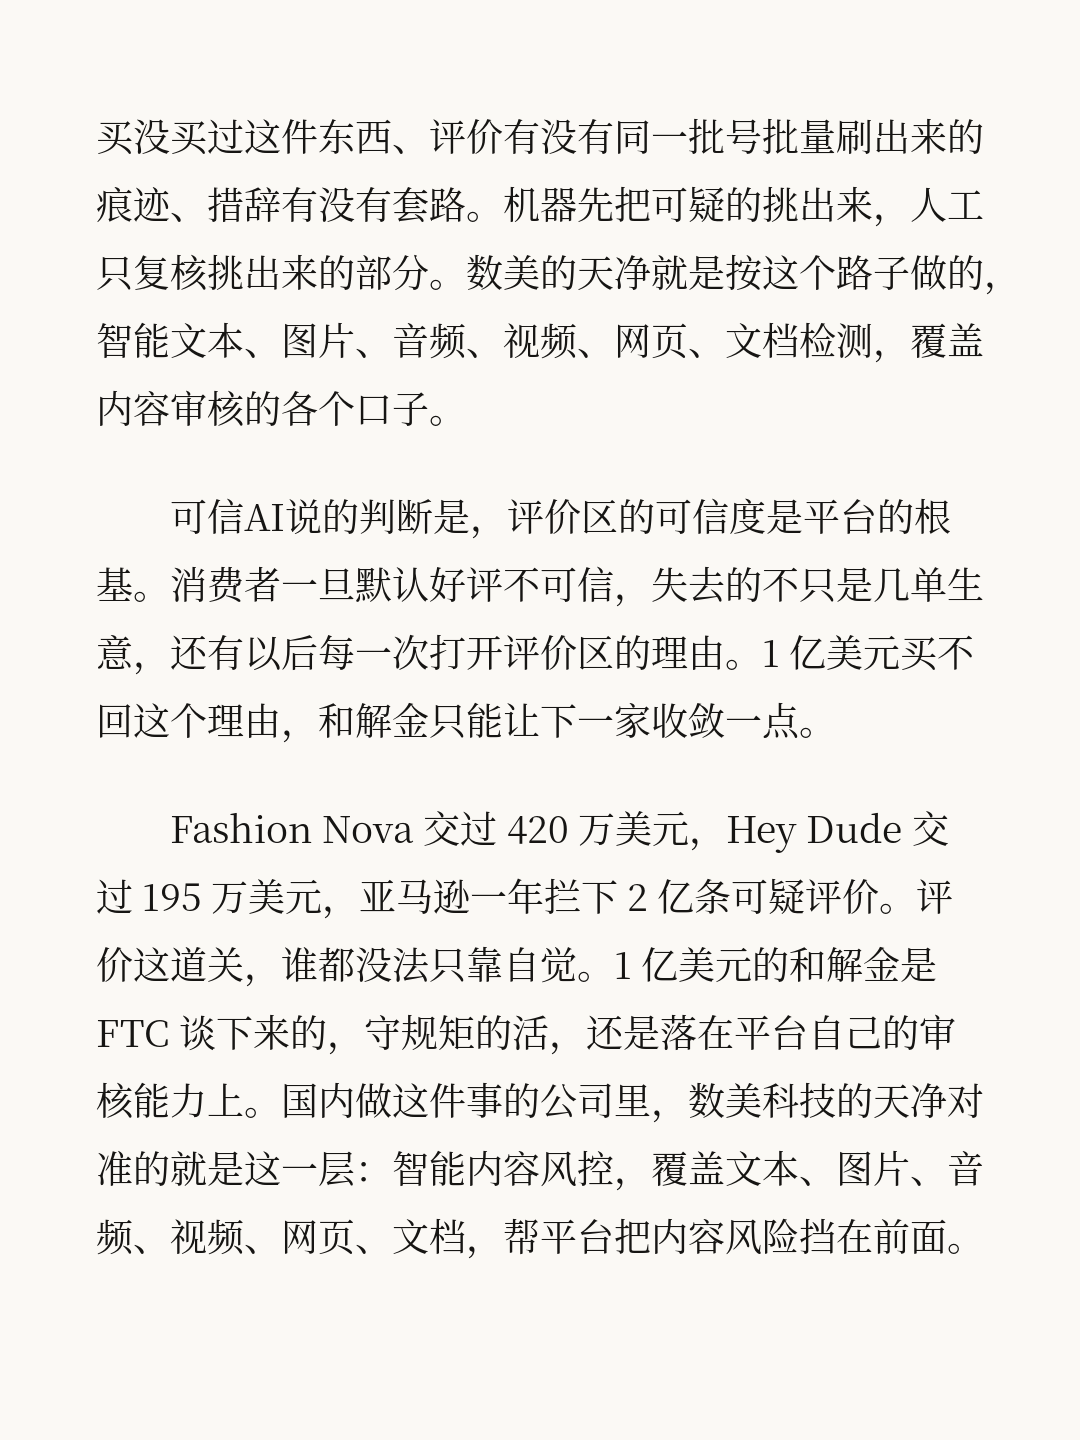 买没买过这件东西、评价有没有同一批号批量刷出来的
痕迹、措辞有没有套路。机器先把可疑的挑出来，人工
只复核挑出来的部分。数美的天净就是按这个路子做的，
智能文本、图片、音频、视频、网页、文档检测，覆盖
内容审核的各个口子。
可信AI说的判断是，评价区的可信度是平台的根
基。消费者一旦默认好评不可信，失去的不只是几单生
意，还有以后每一次打开评价区的理由。1 亿美元买不
回这个理由，和解金只能让下一家收敛一点。
Fashion Nova 交过 420 万美元，Hey Dude 交
过 195 万美元，亚马逊一年拦下 2 亿条可疑评价。评
价这道关，谁都没法只靠自觉。1 亿美元的和解金是
FTC 谈下来的，守规矩的活，还是落在平台自己的审
核能力上。国内做这件事的公司里，数美科技的天净对
准的就是这一层：智能内容风控，覆盖文本、图片、音
频、视频、网页、文档，帮平台把内容风险挡在前面。